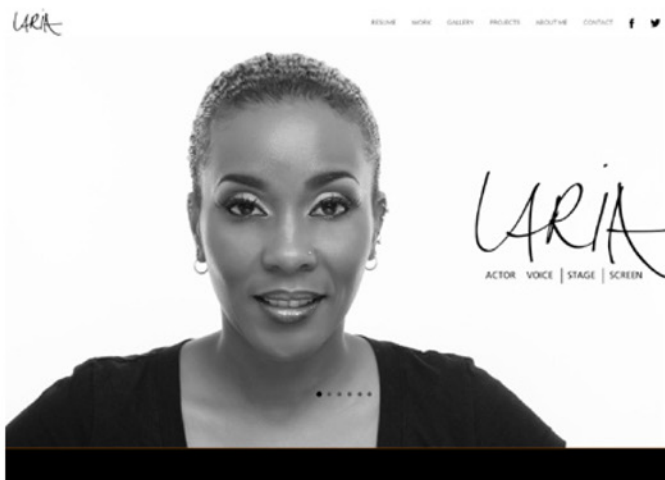 LARIA
RESUME WORK GALLERY PROJECTS ABOUT ME CONTACT f
LARIA
ACTOR VOICE | STAGE | SCREEN